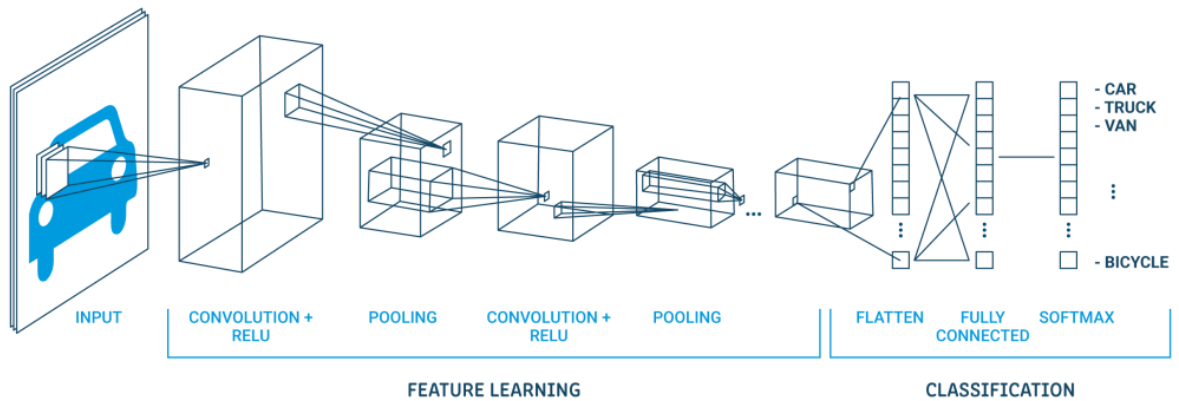 - CAR
- TRUCK
- VAN
- BICYCLE
INPUT
CONVOLUTION +
RELU
POOLING
CONVOLUTION +
RELU
POOLING
FLATTEN
FULLY
CONNECTED
SOFTMAX
FEATURE LEARNING
CLASSIFICATION